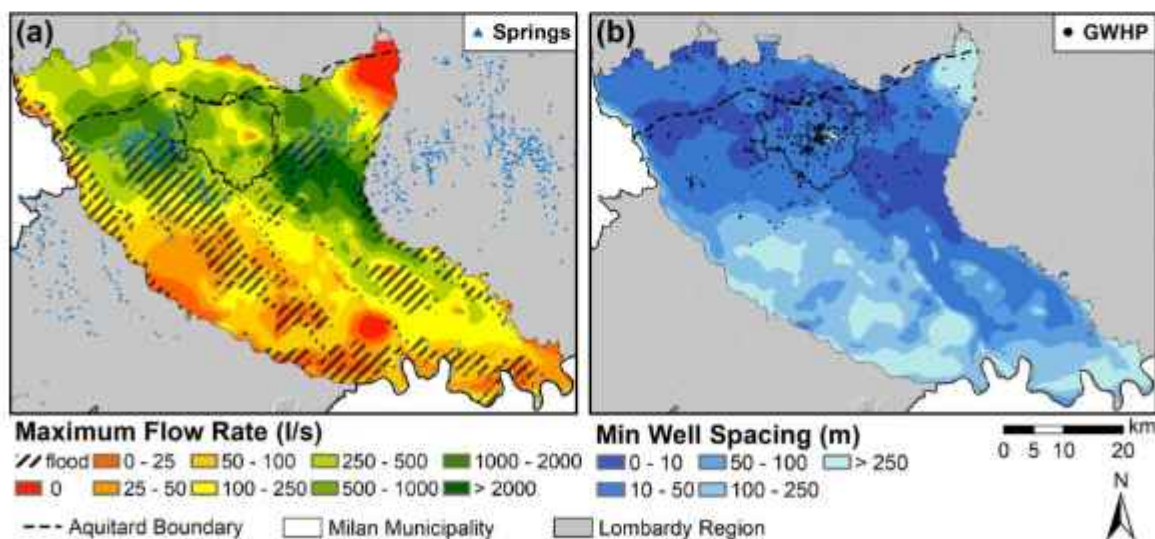 (a)
Springs
(b)
GWHP
Maximum Flow Rate (l/s)
flood 0 - 25 50 - 100 250 - 500 1000 - 2000
0 25 - 50 100 - 250 500 - 1000 > 2000
Min Well Spacing (m)
0 - 10 50 - 100 > 250
10 - 50 100 - 250
km
0 5 10 20
N
Aquitard Boundary Milan Municipality Lombardy Region